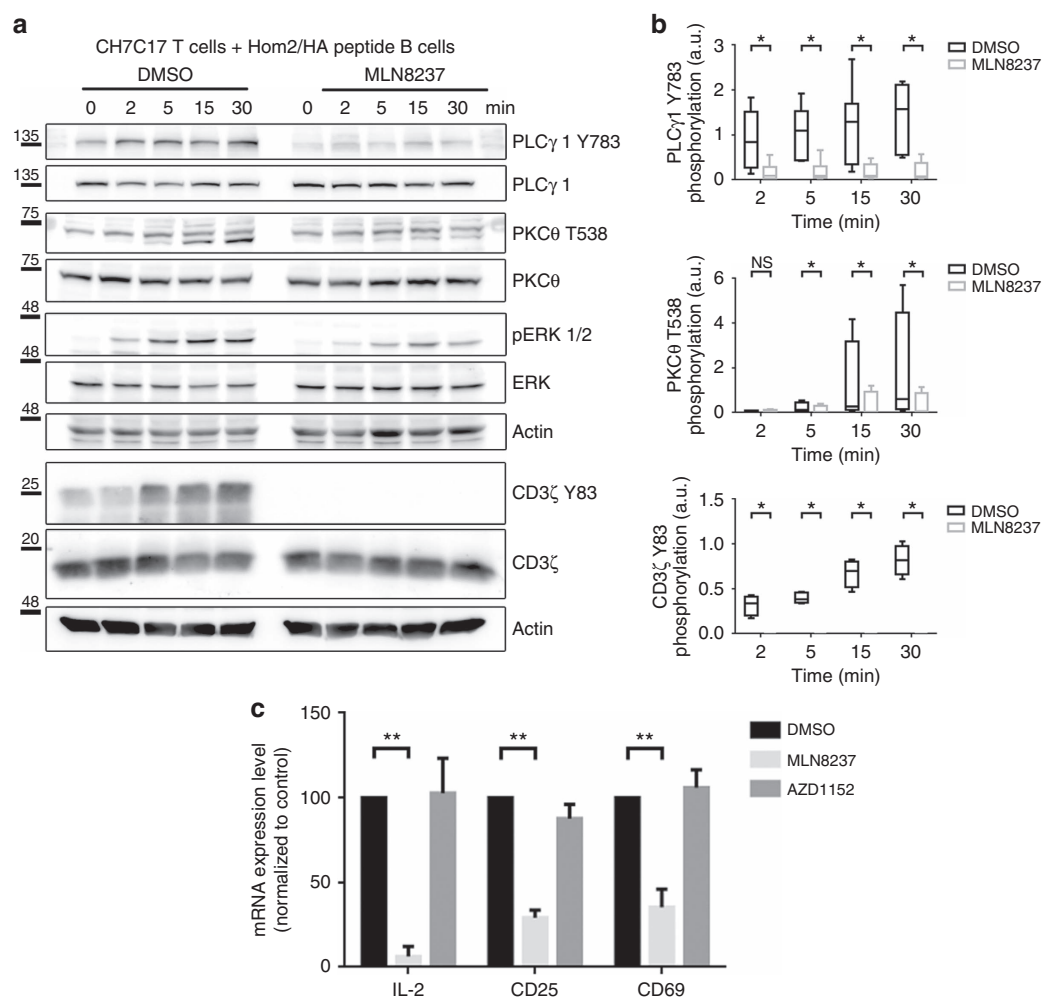 a
CH7C17 T cells + Hom2/HA peptide B cells
DMSO MLN8237
0 2 5 15 30 0 2 5 15 30 min
135 PLCγ 1 Y783
135 PLCγ 1
75 PKCθ T538
75 PKCθ
48 pERK 1/2
48 ERK
48 Actin
25 CD3ζ Y83
20 CD3ζ
48 Actin
b
PLCγ1 Y783
phosphorylation (a.u.)
3
2
1
0
* * * *
DMSO
MLN8237
2 5 15 30
Time (min)
PKCθ T538
phosphorylation (a.u.)
6
4
2
0
NS * * *
DMSO
MLN8237
2 5 15 30
Time (min)
CD3ζ Y83
phosphorylation (a.u.)
1.5
1.0
0.5
0.0
* * * *
DMSO
MLN8237
2 5 15 30
Time (min)
c
mRNA expression level
(normalized to control)
150
100
50
0
** ** **
DMSO
MLN8237
AZD1152
IL-2 CD25 CD69